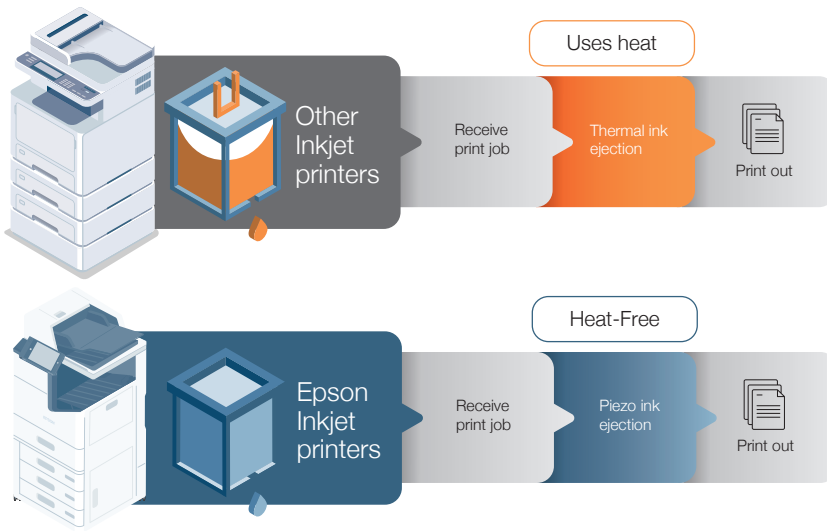 Uses heat
Other
Inkjet
printers
Receive
print job
Thermal ink
ejection
Print out
Heat-Free
Epson
Inkjet
printers
Receive
print job
Piezo ink
ejection
Print out